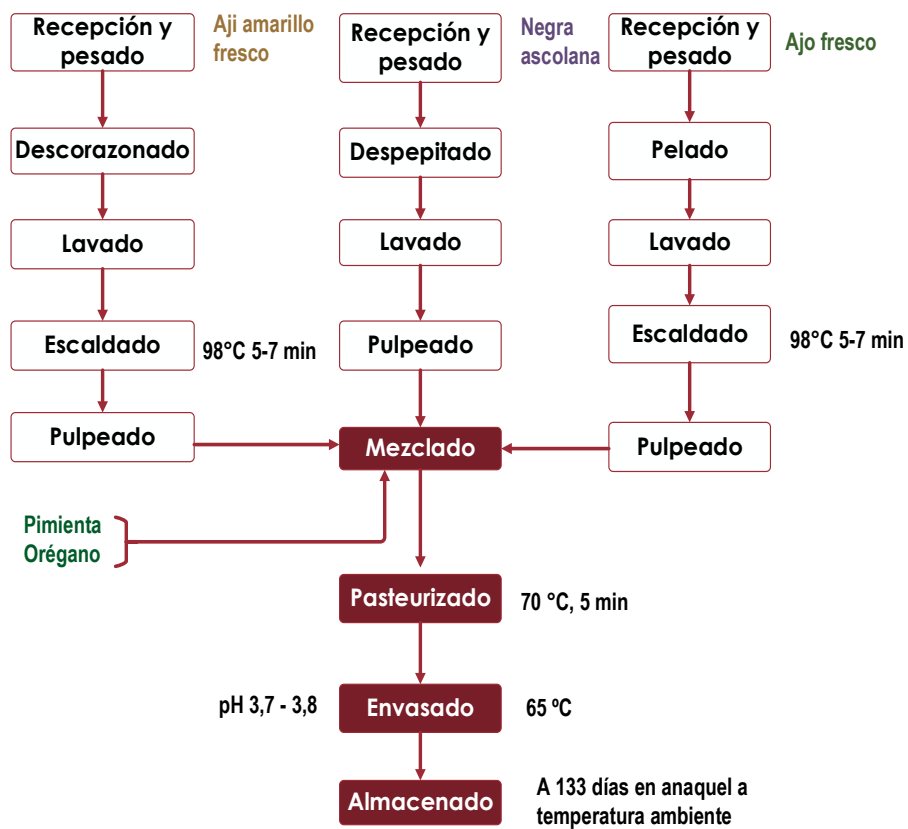 Recepción y
pesado
Aji amarillo
fresco
Recepción y
pesado
Negra
ascolana
Recepción y
pesado
Ajo fresco
Descorazonado
Despepitado
Pelado
Lavado
Lavado
Lavado
Escaldado
98°C 5-7 min
Pulpeado
Escaldado
98°C 5-7 min
Pulpeado
Mezclado
Pulpeado
Pimienta
Orégano
Pasteurizado
70 °C, 5 min
pH 3,7 - 3,8
Envasado
65 ºC
Almacenado
A 133 días en anaquel a
temperatura ambiente